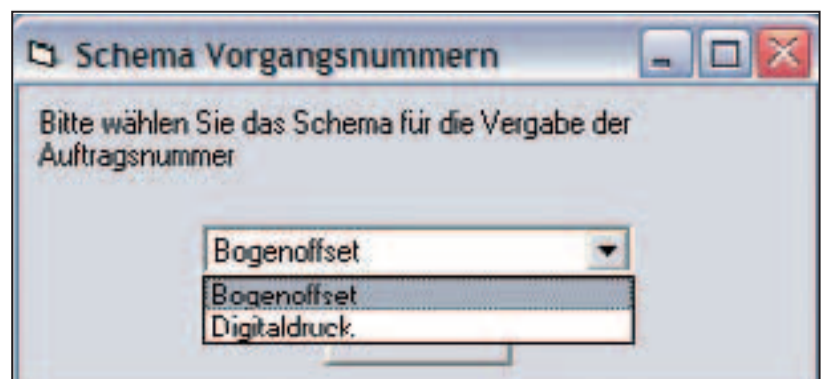 Schema Vorgangsnummern
Bitte wählen Sie das Schema für die Vergabe der
Auftragsnummer
Bogenoffset
Bogenoffset
Digitaldruck